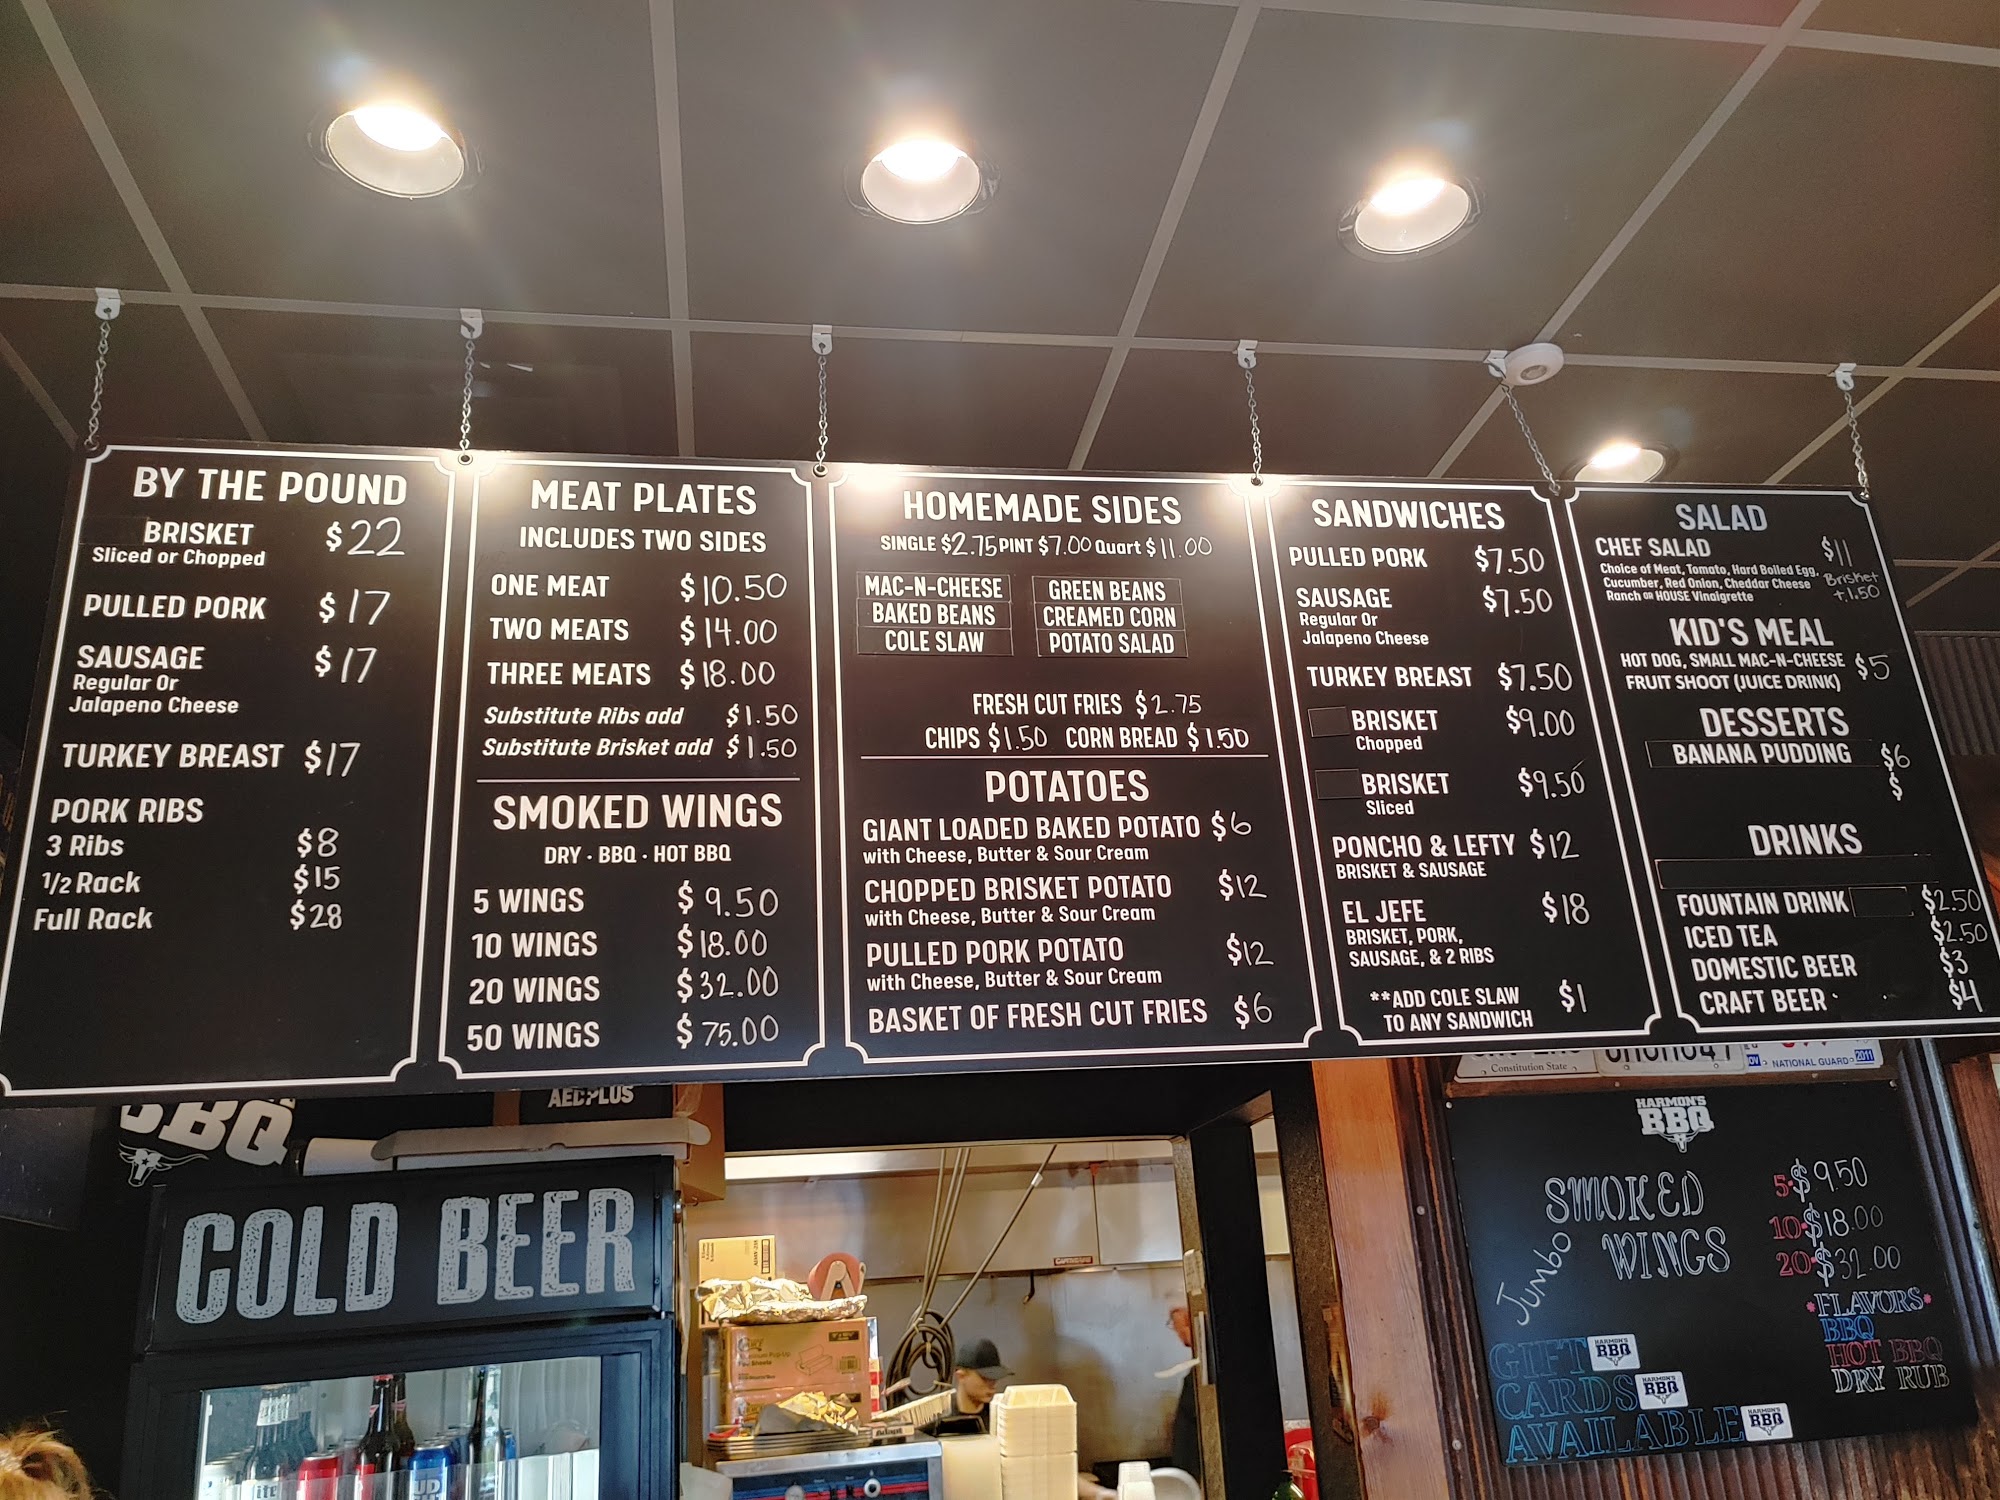 BY THE POUND
BRISKET $22
Sliced or Chopped
PULLED PORK $17
SAUSAGE $17
Regular Or
Jalapeno Cheese
TURKEY BREAST $17
PORK RIBS
3 Ribs $8
1/2 Rack $15
Full Rack $28
MEAT PLATES
INCLUDES TWO SIDES
ONE MEAT $10.50
TWO MEATS $14.00
THREE MEATS $18.00
Substitute Ribs add $1.50
Substitute Brisket add $1.50
SMOKED WINGS
DRY · BBQ · HOT BBQ
5 WINGS $9.50
10 WINGS $18.00
20 WINGS $32.00
50 WINGS $75.00
HOMEMADE SIDES
SINGLE $2.75 PINT $7.00 Quart $11.00
MAC-N-CHEESE GREEN BEANS
BAKED BEANS CREAMED CORN
COLE SLAW POTATO SALAD
FRESH CUT FRIES $2.75
CHIPS $1.50 CORN BREAD $1.50
POTATOES
GIANT LOADED BAKED POTATO $6
with Cheese, Butter & Sour Cream
CHOPPED BRISKET POTATO $12
with Cheese, Butter & Sour Cream
PULLED PORK POTATO $12
with Cheese, Butter & Sour Cream
BASKET OF FRESH CUT FRIES $6
SANDWICHES
PULLED PORK $7.50
SAUSAGE $7.50
Regular Or
Jalapeno Cheese
TURKEY BREAST $7.50
BRISKET $9.00
Chopped
BRISKET $9.50
Sliced
PONCHO & LEFTY $12
BRISKET & SAUSAGE
EL JEFE $18
BRISKET, PORK,
SAUSAGE, & 2 RIBS
**ADD COLE SLAW $1
TO ANY SANDWICH
SALAD
CHEF SALAD $11
Choice of Meat, Tomato, Hard Boiled Egg,
Cucumber, Red Onion, Cheddar Cheese
Ranch OR HOUSE Vinaigrette
Brisket
+1.50
KID'S MEAL
HOT DOG, SMALL MAC-N-CHEESE $5
FRUIT SHOOT (JUICE DRINK)
DESSERTS
BANANA PUDDING $6
$
DRINKS
FOUNTAIN DRINK $2.50
ICED TEA $2.50
DOMESTIC BEER $3
CRAFT BEER $4
Constitution State
NATIONAL GUARD 2011
BBQ
AED PLUS
COLD BEER
HARMON'S
BBQ
Jumbo
SMOKED
WINGS
5·$9.50
10·$18.00
20·$32.00
*FLAVORS*
BBQ
HOT BBQ
DRY RUB
GIFT HARMON'S BBQ
CARDS HARMON'S BBQ
AVAILABLE HARMON'S BBQ